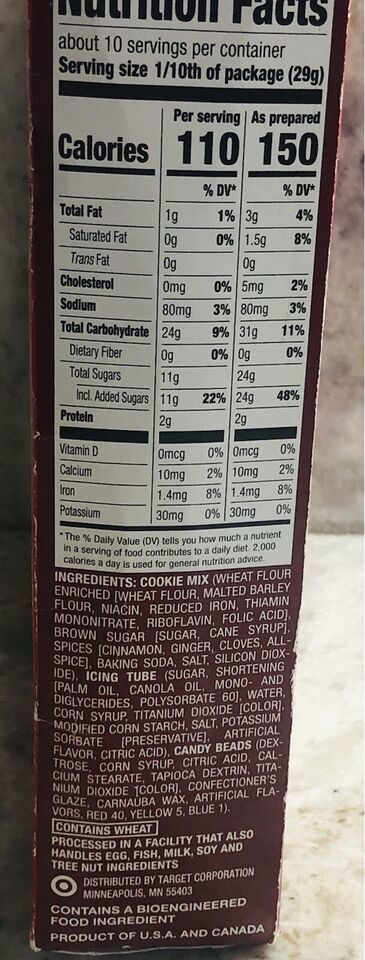 Nutrition Facts
about 10 servings per container
Serving size 1/10th of package (29g)
Per serving As prepared
Calories 110 150
% DV* % DV*
Total Fat 1g 1% 3g 4%
Saturated Fat 0g 0% 1.5g 8%
Trans Fat 0g 0g
Cholesterol 0mg 0% 5mg 2%
Sodium 80mg 3% 80mg 3%
Total Carbohydrate 24g 9% 31g 11%
Dietary Fiber 0g 0% 0g 0%
Total Sugars 11g 24g
Incl. Added Sugars 11g 22% 24g 48%
Protein 2g 2g
Vitamin D 0mcg 0% 0mcg 0%
Calcium 10mg 2% 10mg 2%
Iron 1.4mg 8% 1.4mg 8%
Potassium 30mg 0% 30mg 0%
*The % Daily Value (DV) tells you how much a nutrient
in a serving of food contributes to a daily diet. 2,000
calories a day is used for general nutrition advice.
INGREDIENTS: COOKIE MIX (WHEAT FLOUR
ENRICHED [WHEAT FLOUR, MALTED BARLEY
FLOUR, NIACIN, REDUCED IRON, THIAMIN
MONONITRATE, RIBOFLAVIN, FOLIC ACID],
BROWN SUGAR [SUGAR, CANE SYRUP],
SPICES [CINNAMON, GINGER, CLOVES, ALL-
SPICE], BAKING SODA, SALT, SILICON DIOX-
IDE), ICING TUBE (SUGAR, SHORTENING
[PALM OIL, CANOLA OIL, MONO- AND
DIGLYCERIDES, POLYSORBATE 60], WATER,
CORN SYRUP, TITANIUM DIOXIDE [COLOR],
MODIFIED CORN STARCH, SALT, POTASSIUM
SORBATE [PRESERVATIVE], ARTIFICIAL
FLAVOR, CITRIC ACID), CANDY BEADS (DEX-
TROSE, CORN SYRUP, CITRIC ACID, CAL-
CIUM STEARATE, TAPIOCA DEXTRIN, TITA-
NIUM DIOXIDE [COLOR], CONFECTIONER'S
GLAZE, CARNAUBA WAX, ARTIFICIAL FLA-
VORS, RED 40, YELLOW 5, BLUE 1).
CONTAINS WHEAT
PROCESSED IN A FACILITY THAT ALSO
HANDLES EGG, FISH, MILK, SOY AND
TREE NUT INGREDIENTS
DISTRIBUTED BY TARGET CORPORATION
MINNEAPOLIS, MN 55403
CONTAINS A BIOENGINEERED
FOOD INGREDIENT
PRODUCT OF U.S.A. AND CANADA